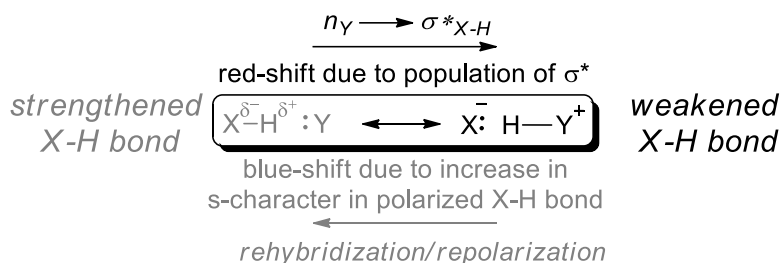 n_Y → σ*_X-H
red-shift due to population of σ*
strengthened
X-H bond
X^δ−–H^δ+ : Y ↔ X:^− H—Y^+
weakened
X-H bond
blue-shift due to increase in
s-character in polarized X-H bond
rehybridization/repolarization